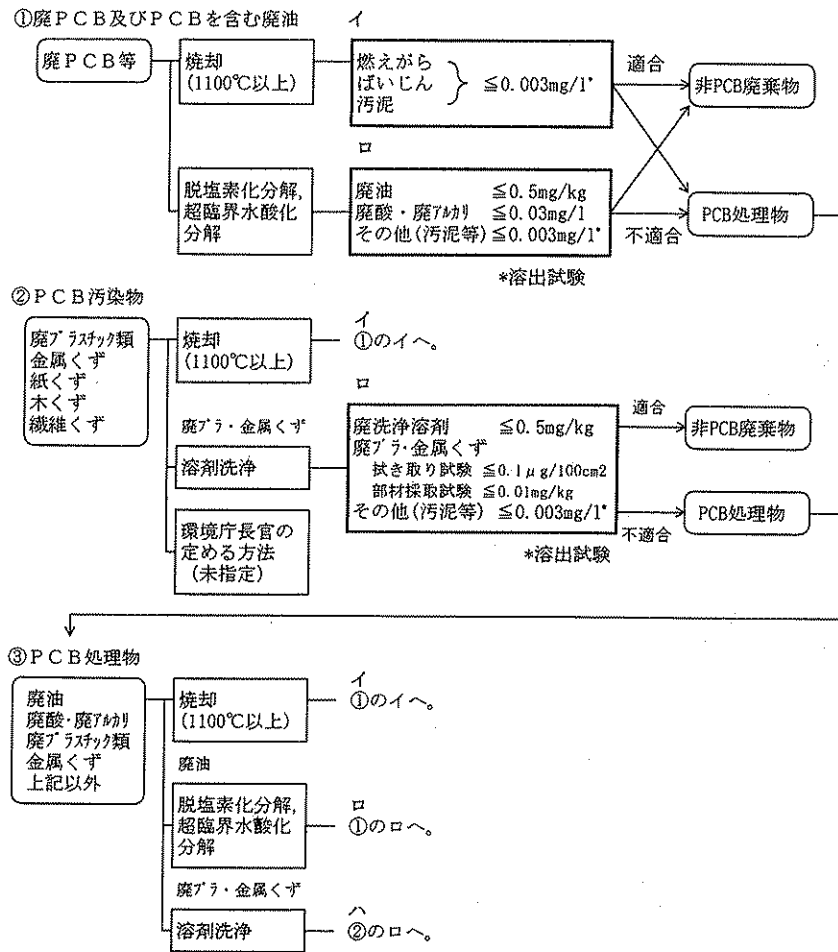 ①廃PCB及びPCBを含む廃油
イ
廃PCB等
焼却
(1100℃以上)
燃えがら
ばいじん
汚泥
≦0.003mg/l*
適合
非PCB廃棄物
ロ
脱塩素化分解,
超臨界水酸化
分解
廃油 ≦0.5mg/kg
廃酸・廃ｱﾙｶﾘ ≦0.03mg/l
その他(汚泥等)≦0.003mg/l*
不適合
PCB処理物
*溶出試験
②PCB汚染物
廃ﾌﾟﾗｽﾁｯｸ類
金属くず
紙くず
木くず
繊維くず
焼却
(1100℃以上)
イ
①のイへ。
ロ
廃プラ・金属くず
溶剤洗浄
廃洗浄溶剤 ≦0.5mg/kg
廃ﾌﾟﾗ･金属くず
拭き取り試験 ≦0.1μg/100cm2
部材採取試験 ≦0.01mg/kg
その他(汚泥等) ≦0.003mg/l*
適合
非PCB廃棄物
不適合
PCB処理物
*溶出試験
環境庁長官の
定める方法
(未指定)
③PCB処理物
廃油
廃酸･廃ｱﾙｶﾘ
廃ﾌﾟﾗｽﾁｯｸ類
金属くず
上記以外
焼却
(1100℃以上)
イ
①のイへ。
廃油
脱塩素化分解,
超臨界水酸化
分解
ロ
①のロへ。
廃プラ・金属くず
溶剤洗浄
ハ
②のロへ。